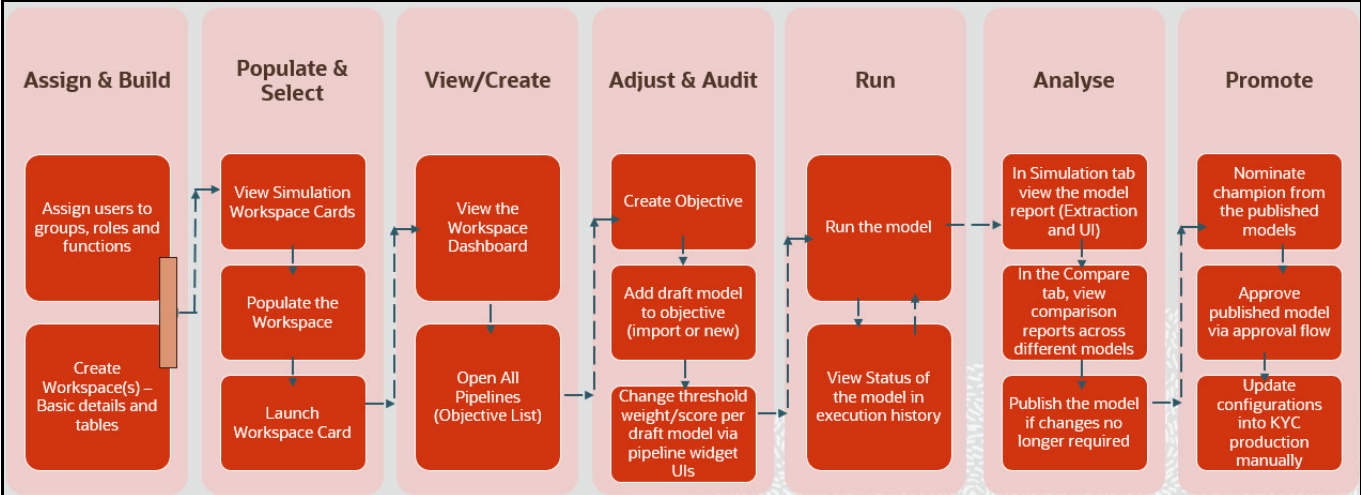 Assign & Build
Assign users to
groups, roles and
functions
Create
Workspace(s) –
Basic details and
tables
Populate &
Select
View Simulation
Workspace Cards
Populate the
Workspace
Launch
Workspace Card
View/Create
View the
Workspace
Dashboard
Open All
Pipelines
(Objective List)
Adjust & Audit
Create Objective
Add draft model
to objective
(import or new)
Change threshold
weight/score per
draft model via
pipeline widget
UIs
Run
Run the model
View Status of
the model in
execution history
Analyse
In Simulation tab
view the model
report (Extraction
and UI)
In the Compare
tab, view
comparison
reports across
different models
Publish the model
if changes no
longer required
Promote
Nominate
champion from
the published
models
Approve
published model
via approval flow
Update
configurations
into KYC
production
manually